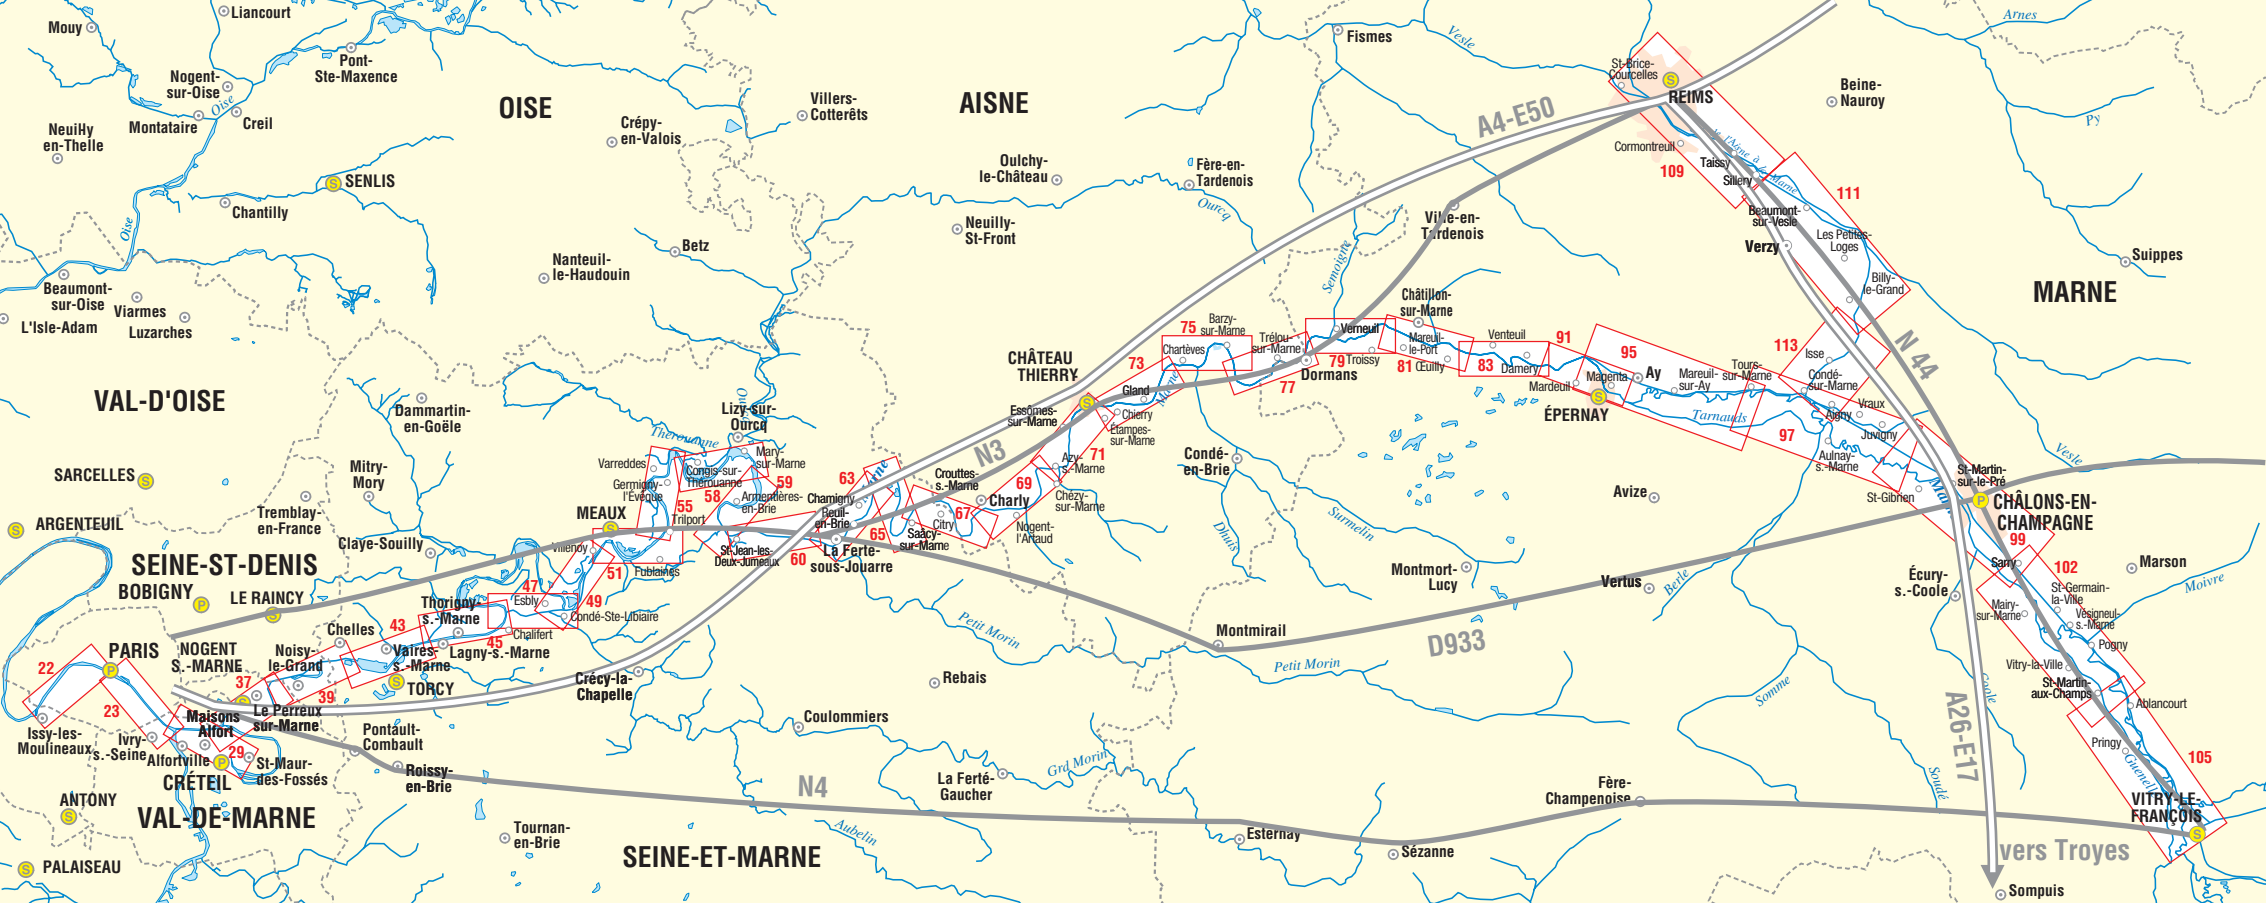 Liancourt
Mouy
Pont-
Ste-Maxence
Nogent-
sur-Oise
Oise
Montataire
Creil
Neuilly
en-Thelle
OISE
Crépy-
en-Valois
Villers-
Cotterêts
AISNE
Fismes
Vesle
Arnes
St-Brice-
Courcelles
S
REIMS
Beine-
Nauroy
A4-E50
Py
Oulchy-
le-Château
Fère-en-
Tardenois
Ourcq
Cormontreuil
109
Taissy
Sillery
111
S
SENLIS
Chantilly
Oise
Neuilly-
St-Front
Ville-en-
Tardenois
Beaumont-
sur-Vesle
Les Petites-
Loges
Verzy
Betz
Nanteuil-
le-Haudouin
Semoigne
Suippes
Billy-
le-Grand
MARNE
Beaumont-
sur-Oise
Viarmes
L'Isle-Adam
Luzarches
Châtillon-
sur-Marne
75
Barzy-
sur-Marne
Trélou-
sur-Marne
Verneuil
Mareuil-
le-Port
Venteuil
91
95
113
Isse
N 44
CHÂTEAU
THIERRY
73
Chartèves
Marne
77
79
Troissy
Dormans
81
Œuilly
83
Damery
Mardeuil
Magenta
Ay
Mareuil-
sur-Ay
Tours-
sur-Marne
Condé-
sur-Marne
VAL-D'OISE
Dammartin-
en-Goële
Lizy-sur-
Ourcq
Essômes-
sur-Marne
S
Gland
Chierry
Étampes-
sur-Marne
S
ÉPERNAY
Tarnauds
Aigny
Vraux
Juvigny
97
Aulnay-
s.-Marne
St-Gibrien
Thérouanne
Varreddes
Congis-sur-
Thérouanne
Mary-
sur-Marne
Germigny-
l'Evêque
58
59
Armentières-
en-Brie
55
Trilport
63
Chamigny
Reuil-
en-Brie
N3
Crouttes-
s.-Marne
Charly
69
Azy-
s.-Marne
71
Chézy-
sur-Marne
Condé-
en-Brie
Avize
Vesle
St-Martin-
sur-le-Pré
P
CHÂLONS-EN-
CHAMPAGNE
99
SARCELLES
S
Mitry-
Mory
Tremblay-
en-France
S
ARGENTEUIL
MEAUX
S
Claye-Souilly
Villenoy
51
Fublaines
St-Jean-les-
Deux-Jumeaux
60
La Ferte-
sous-Jouarre
65
Saâcy-
sur-Marne
Citry
67
Nogent-
l'Artaud
Dhuis
Surmelin
Montmort-
Lucy
Vertus
Berle
Écury-
s.-Coole
Sarry
102
Marson
Moivre
St-Germain-
la-Ville
Mairy-
sur-Marne
Vésigneul-
s.-Marne
Pogny
Vitry-la-Ville
St-Martin-
aux-Champs
Ablancourt
SEINE-ST-DENIS
BOBIGNY
P
LE RAINCY
S
Thorigny-
s.-Marne
47
Esbly
49
Condé-Ste-Libiaire
Chalifert
45
Lagny-s.-Marne
Chelles
43
Vaires-
s.-Marne
S
TORCY
PARIS
P
22
23
NOGENT
S.-MARNE
Noisy-
le-Grand
37
39
Le Perreux
sur-Marne
Petit Morin
Montmirail
Petit Morin
D933
Somme
Coole
A26-E17
Crécy-la-
Chapelle
Rebais
Coulommiers
Issy-les-
Moulineaux
Ivry-
s.-Seine
Maisons
Alfort
Alfortville
29
P
CRÉTEIL
St-Maur-
des-Fossés
Pontault-
Combault
Roissy-
en-Brie
N4
La Ferté-
Gaucher
Grd Morin
Fère-
Champenoise
Soudé
Pringy
Guenelle
105
VITRY-LE-
FRANÇOIS
S
ANTONY
S
VAL-DE-MARNE
Tournan-
en-Brie
SEINE-ET-MARNE
Aubelin
Esternay
Sézanne
vers Troyes
Sompuis
S
PALAISEAU